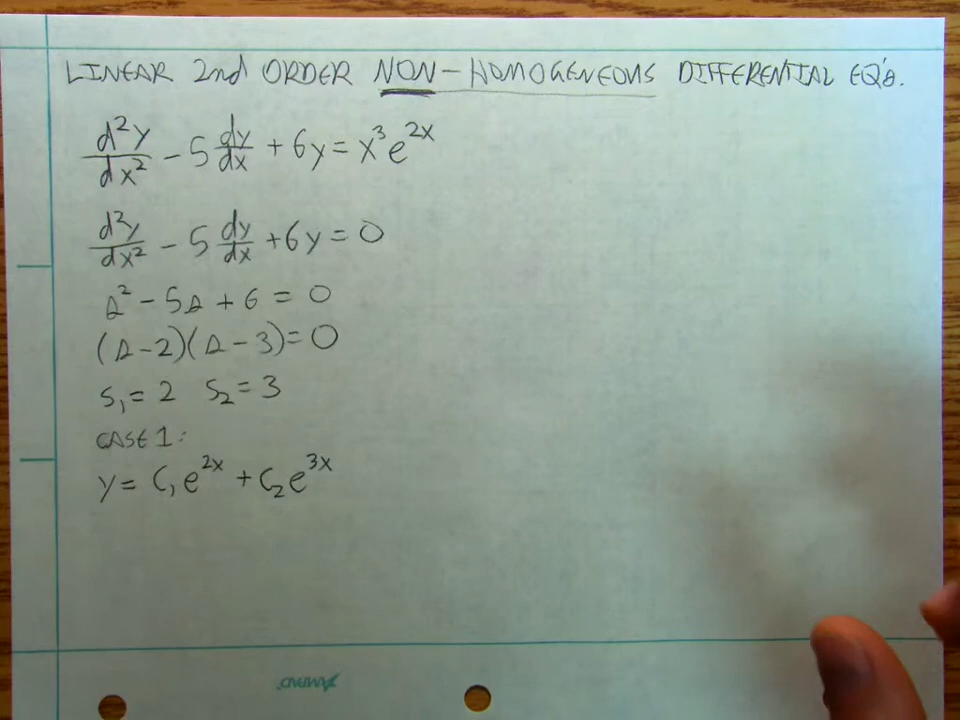 LINEAR 2nd ORDER NON-HOMOGENEOUS DIFFERENTIAL EQ's.
d²y/dx² - 5 dy/dx + 6y = x³e^2x
d²y/dx² - 5 dy/dx + 6y = 0
s² - 5s + 6 = 0
(s-2)(s-3) = 0
s₁ = 2 s₂ = 3
CASE 1:
y = C₁e^2x + C₂e^3x
AMPAD